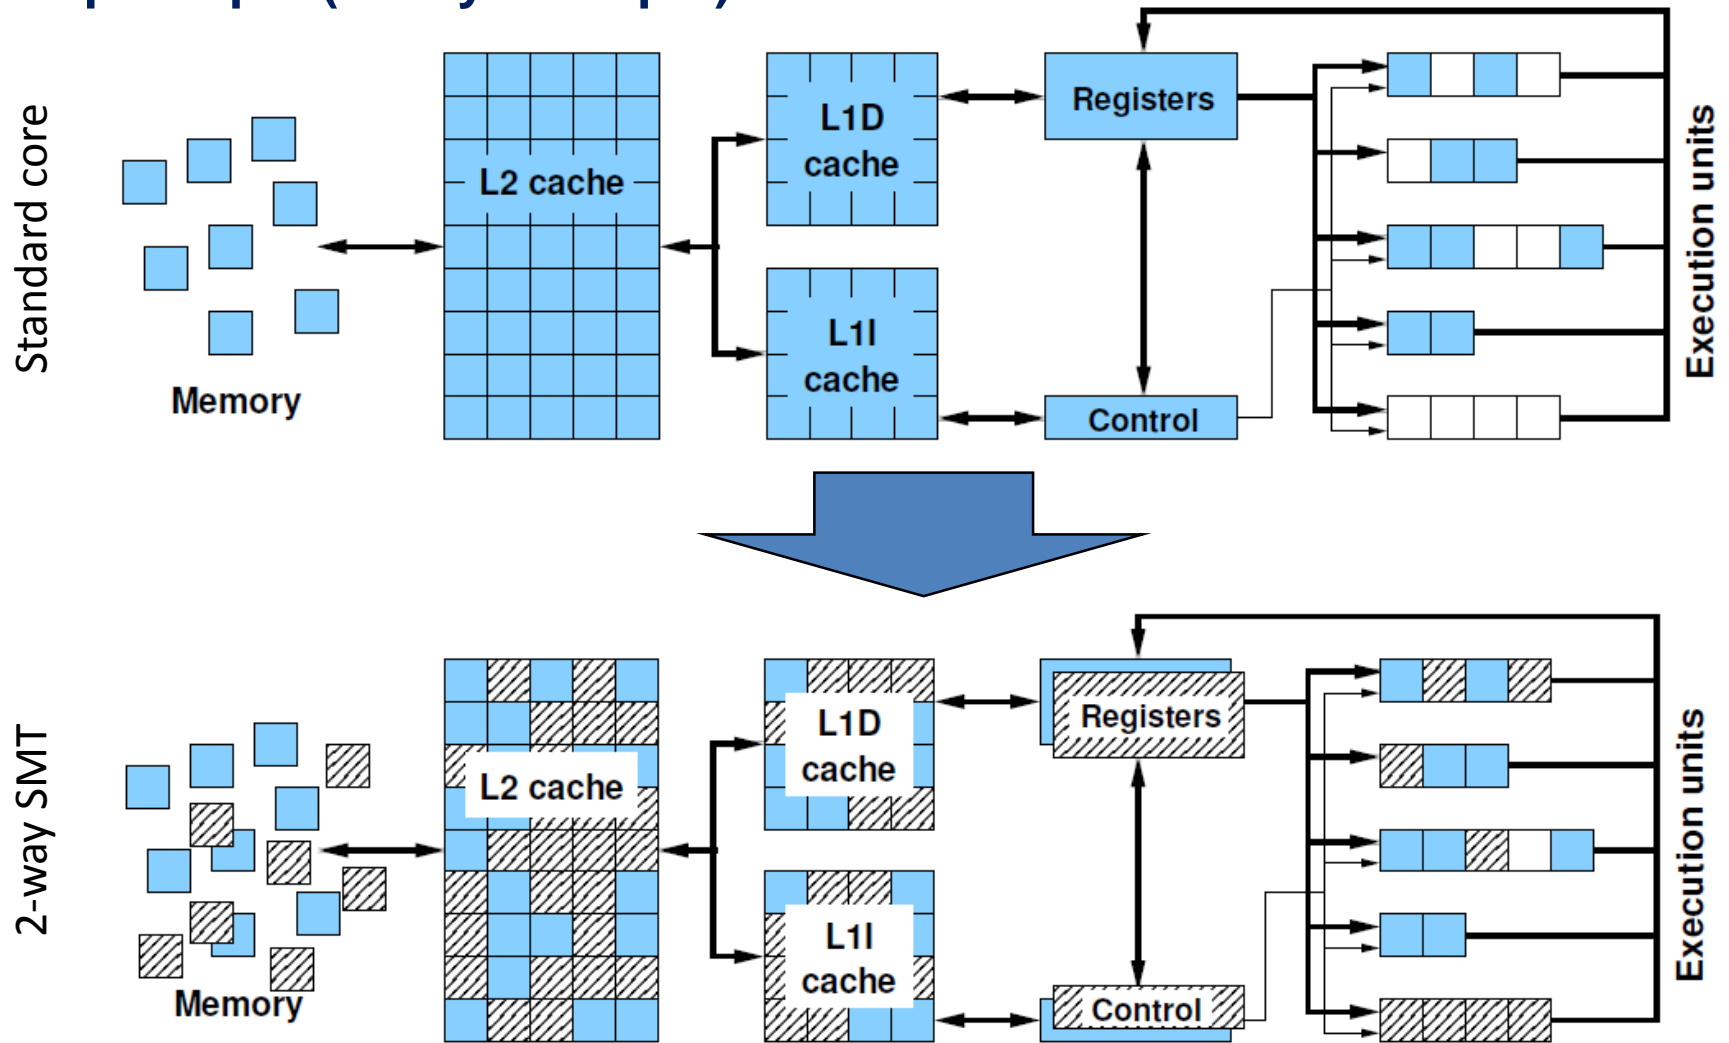 Standard core
Memory
L2 cache
L1D
cache
L1I
cache
Registers
Control
Execution units
2-way SMT
Memory
L2 cache
L1D
cache
L1I
cache
Registers
Control
Execution units